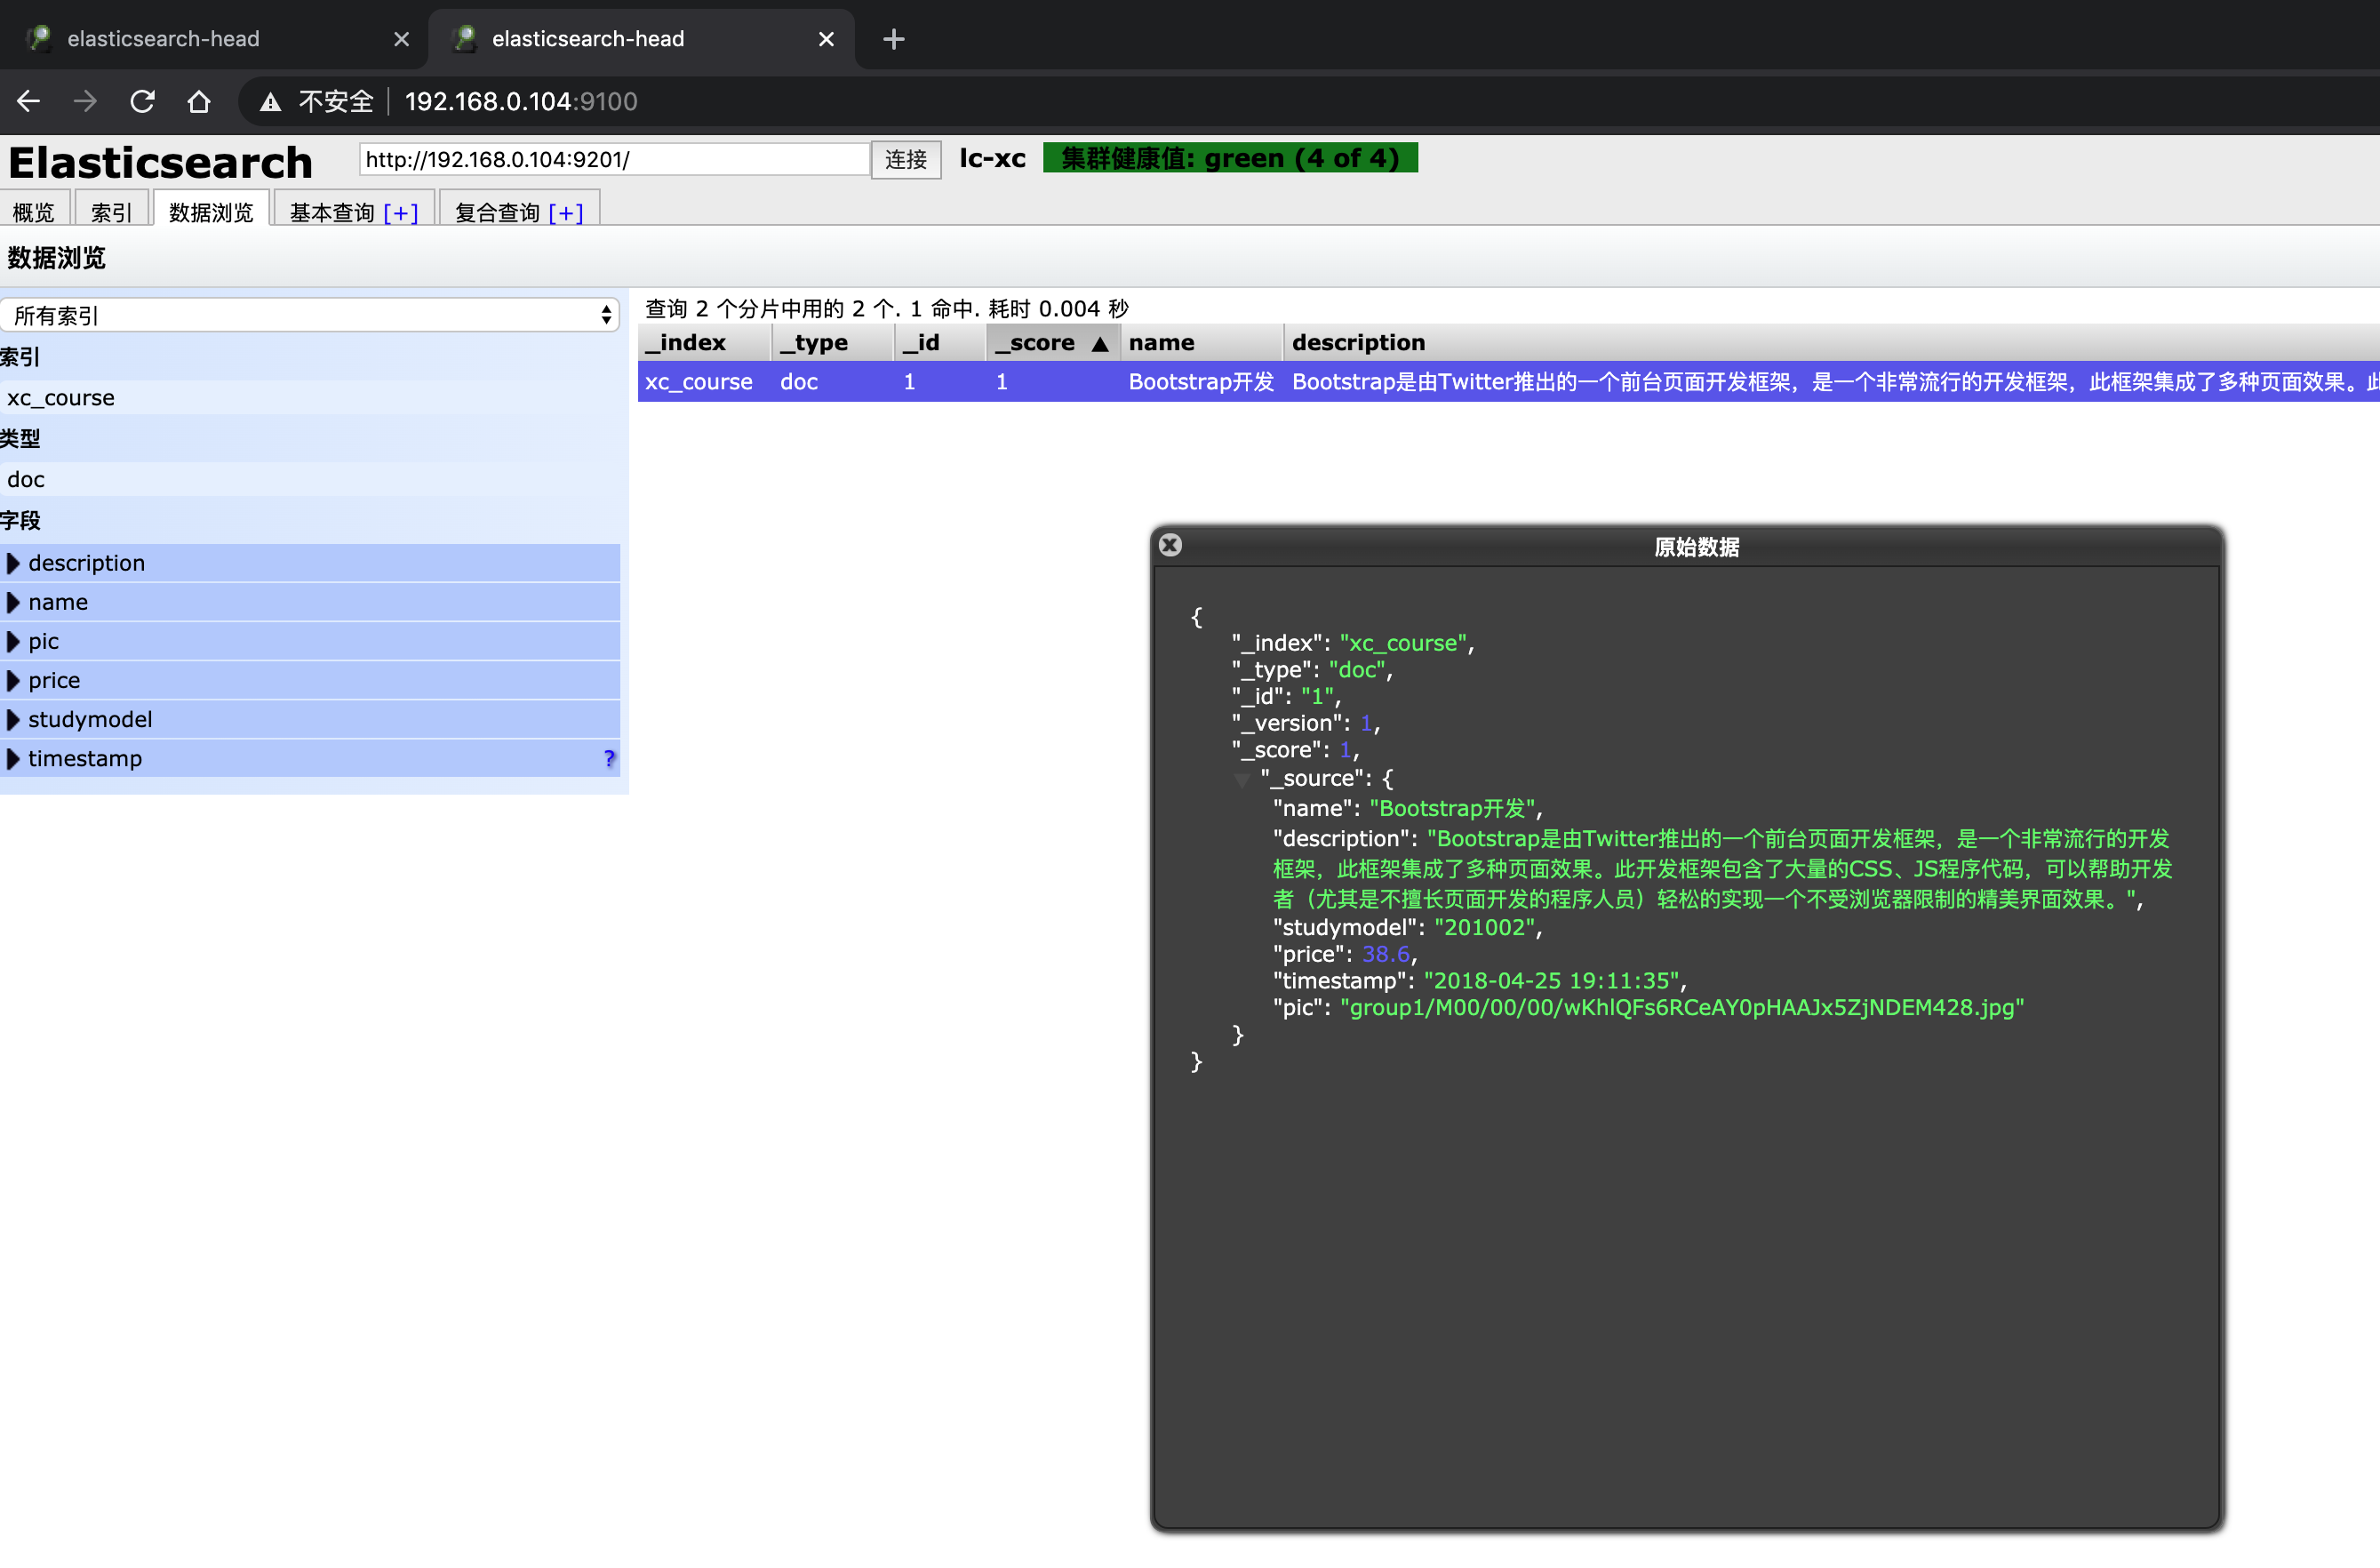 elasticsearch-head
elasticsearch-head
不安全 192.168.0.104:9100
Elasticsearch http://192.168.0.104:9201/ 连接 lc-xc 集群健康值: green (4 of 4)
概览 索引 数据浏览 基本查询 [+] 复合查询 [+]
数据浏览
所有索引
索引
xc_course
类型
doc
字段
description
name
pic
price
studymodel
timestamp ?
查询 2 个分片中用的 2 个. 1 命中. 耗时 0.004 秒
_index _type _id _score ▲ name description
xc_course doc 1 1 Bootstrap开发 Bootstrap是由Twitter推出的一个前台页面开发框架，是一个非常流行的开发框架，此框架集成了多种页面效果。此
原始数据
{
"_index": "xc_course",
"_type": "doc",
"_id": "1",
"_version": 1,
"_score": 1,
"_source": {
"name": "Bootstrap开发",
"description": "Bootstrap是由Twitter推出的一个前台页面开发框架，是一个非常流行的开发
框架，此框架集成了多种页面效果。此开发框架包含了大量的CSS、JS程序代码，可以帮助开发
者（尤其是不擅长页面开发的程序人员）轻松的实现一个不受浏览器限制的精美界面效果。",
"studymodel": "201002",
"price": 38.6,
"timestamp": "2018-04-25 19:11:35",
"pic": "group1/M00/00/00/wKhlQFs6RCeAY0pHAAJx5ZjNDEM428.jpg"
}
}